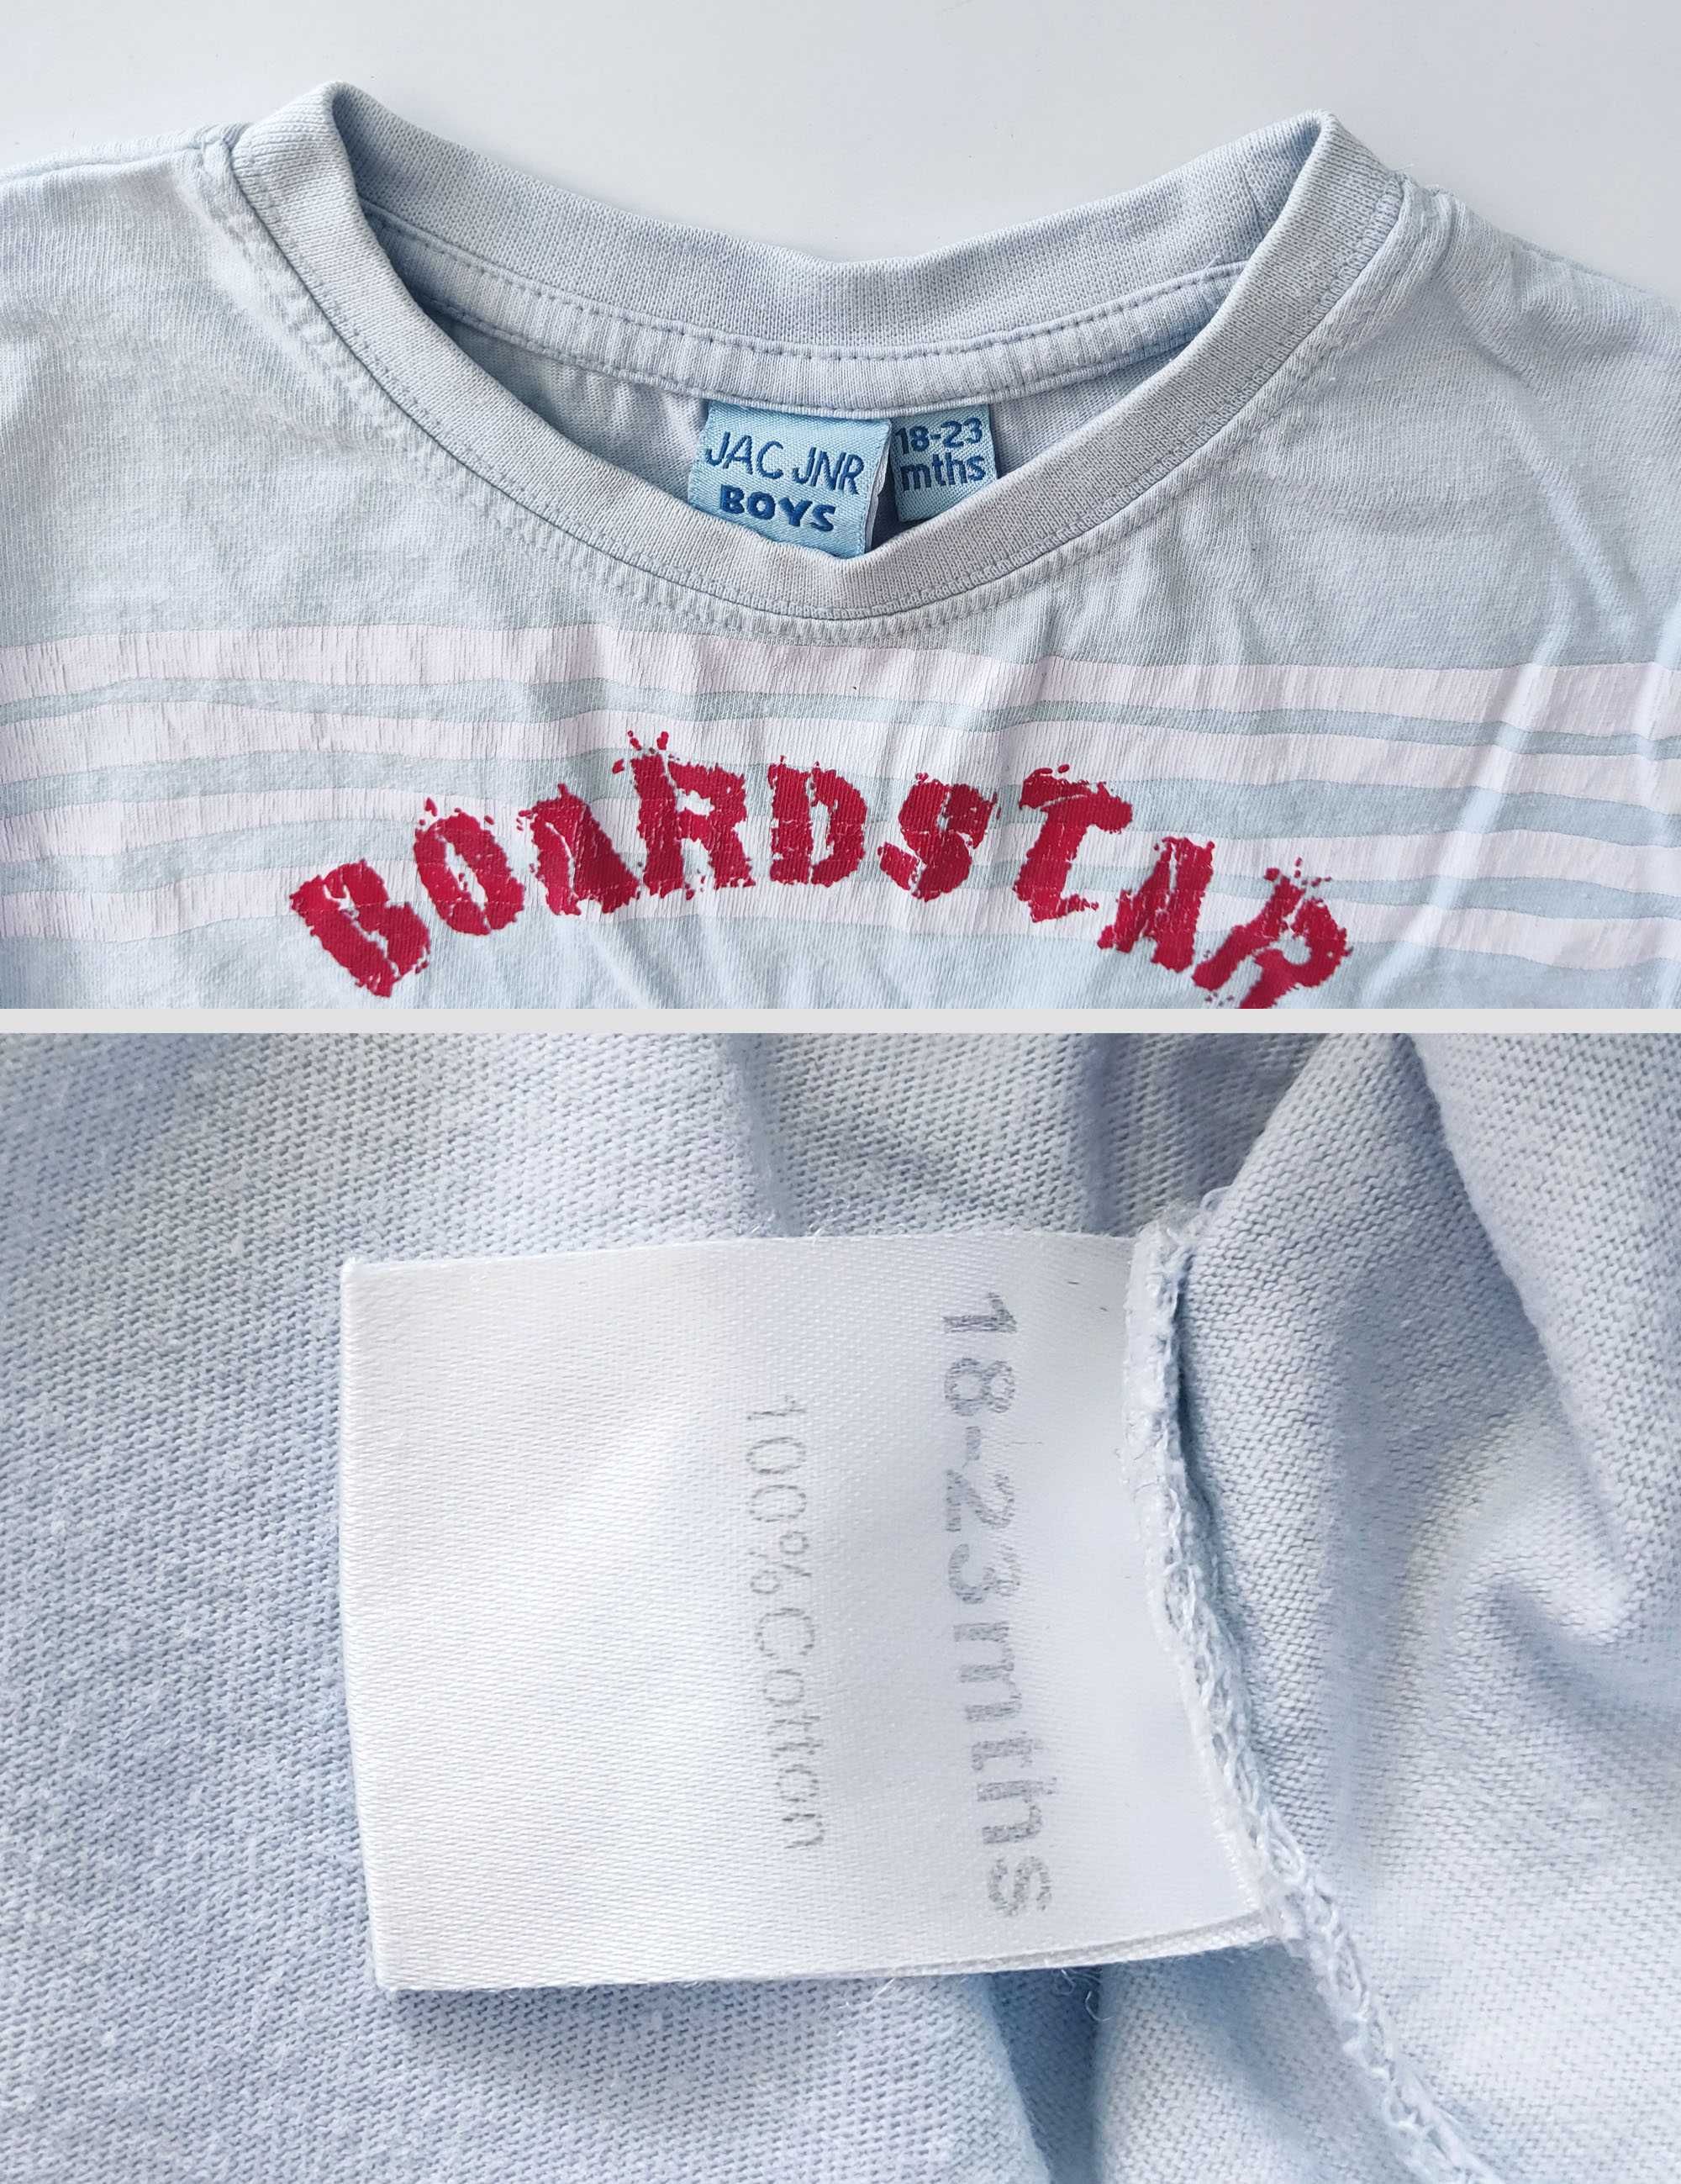 JAC JNR
BOYS
18-23
mths
BOARDSTAR
18-23mths
100%Cotton